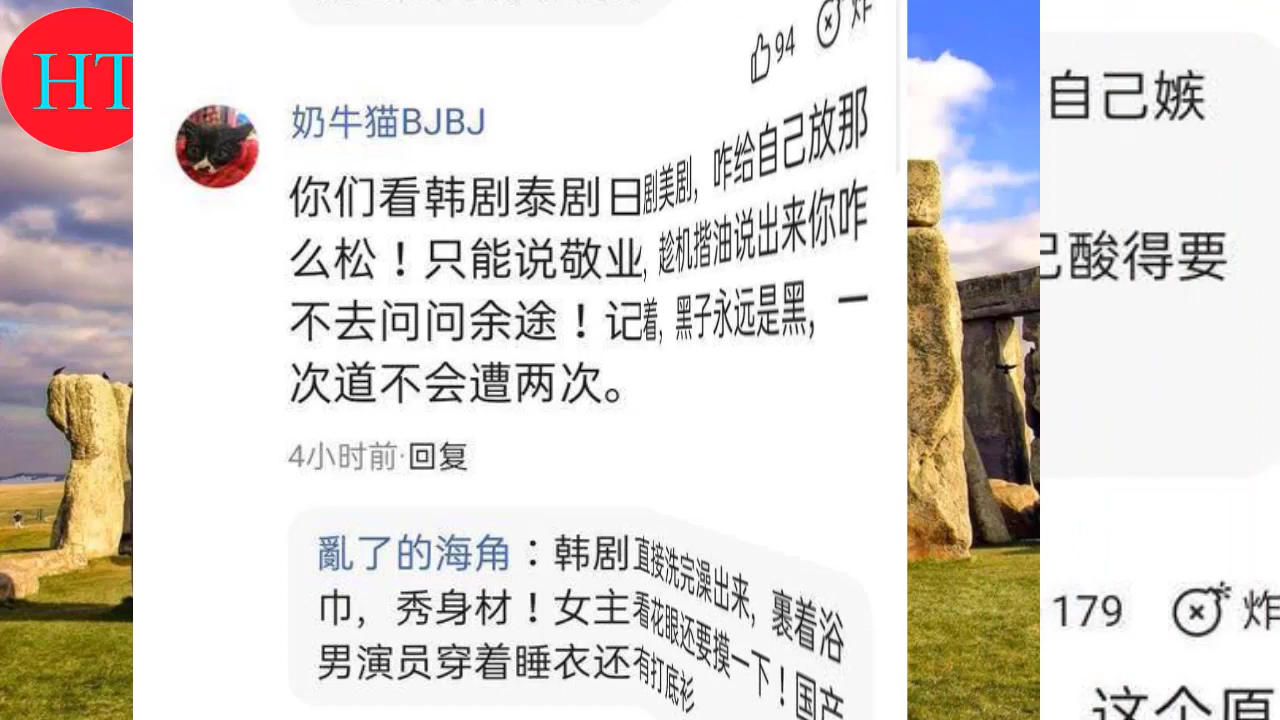 HT
94
炸
奶牛猫BJBJ
你们看韩剧泰剧日剧美剧，咋给自己放那
么松！只能说敬业，趁机揩油说出来你咋
不去问问余途！记着，黑子永远是黑，一
次道不会遭两次。
4小时前·回复
亂了的海角：韩剧直接洗完澡出来，裹着浴
巾，秀身材！女主看花眼还要摸一下！国产
男演员穿着睡衣还有打底衫
自己嫉
己酸得要
179
炸
这个原